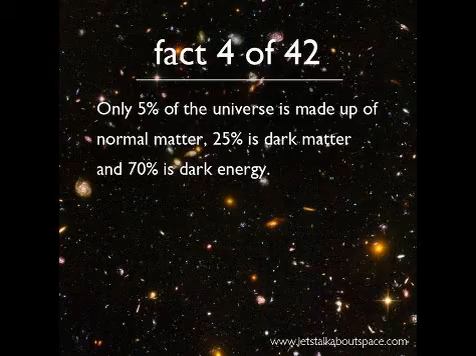 fact 4 of 42
Only 5% of the universe is made up of
normal matter, 25% is dark matter
and 70% is dark energy.
www.letstalkaboutspace.com